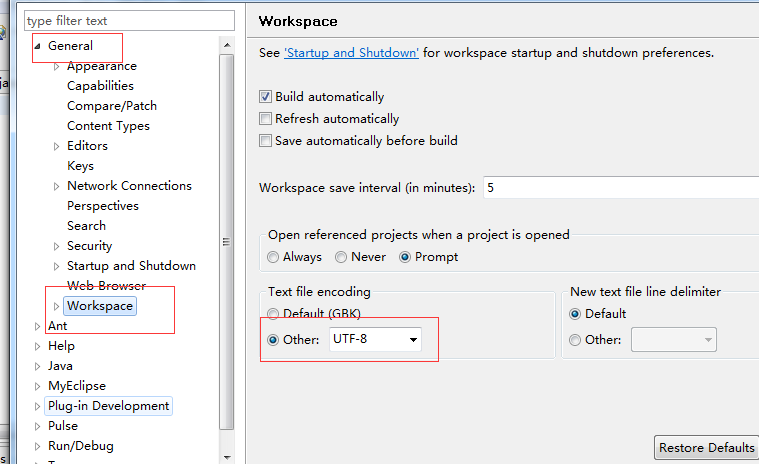 type filter text
General
Appearance
Capabilities
Compare/Patch
Content Types
Editors
Keys
Network Connections
Perspectives
Search
Security
Startup and Shutdown
Web Browser
Workspace
Ant
Help
Java
MyEclipse
Plug-in Development
Pulse
Run/Debug
Workspace
See 'Startup and Shutdown' for workspace startup and shutdown preferences.
Build automatically
Refresh automatically
Save automatically before build
Workspace save interval (in minutes): 5
Open referenced projects when a project is opened
Always Never Prompt
Text file encoding
Default (GBK)
Other: UTF-8
New text file line delimiter
Default
Other:
Restore Defaults